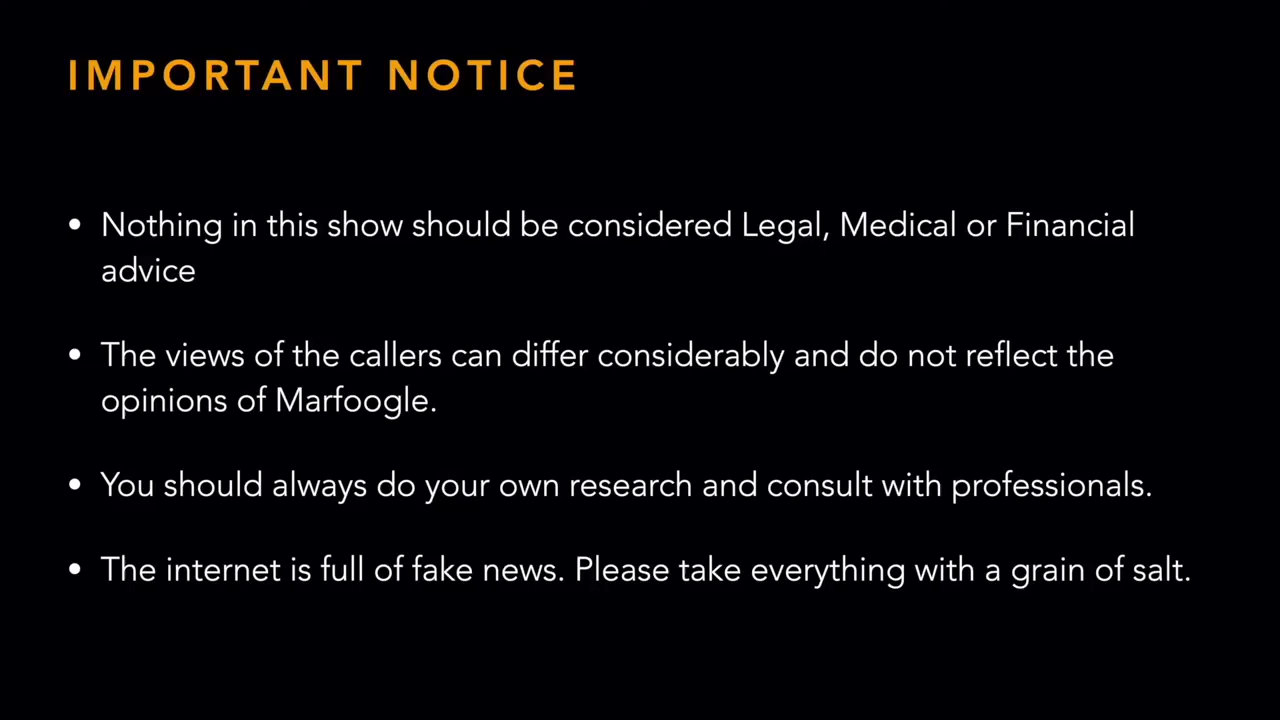 IMPORTANT NOTICE
• Nothing in this show should be considered Legal, Medical or Financial
advice
• The views of the callers can differ considerably and do not reflect the
opinions of Marfoogle.
• You should always do your own research and consult with professionals.
• The internet is full of fake news. Please take everything with a grain of salt.